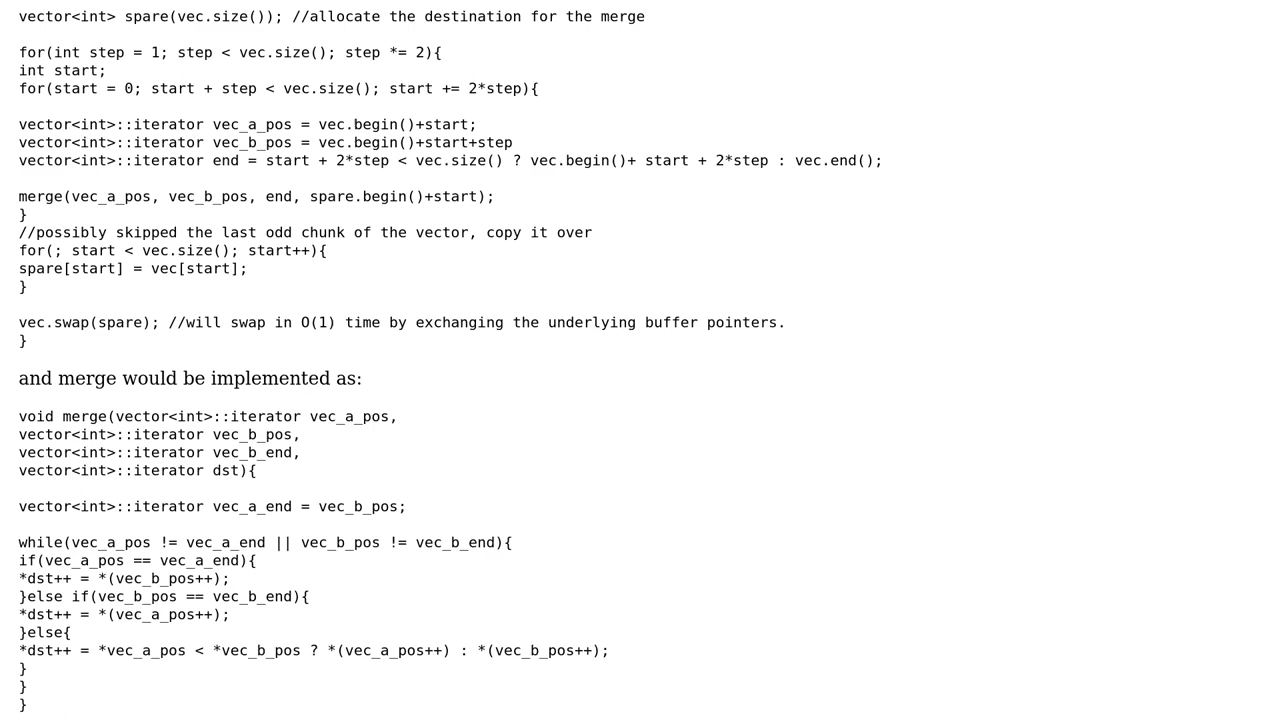 vector<int> spare(vec.size()); //allocate the destination for the merge
for(int step = 1; step < vec.size(); step *= 2){
int start;
for(start = 0; start + step < vec.size(); start += 2*step){
vector<int>::iterator vec_a_pos = vec.begin()+start;
vector<int>::iterator vec_b_pos = vec.begin()+start+step
vector<int>::iterator end = start + 2*step < vec.size() ? vec.begin()+ start + 2*step : vec.end();
merge(vec_a_pos, vec_b_pos, end, spare.begin()+start);
}
//possibly skipped the last odd chunk of the vector, copy it over
for(; start < vec.size(); start++){
spare[start] = vec[start];
}
vec.swap(spare); //will swap in O(1) time by exchanging the underlying buffer pointers.
}
and merge would be implemented as:
void merge(vector<int>::iterator vec_a_pos,
vector<int>::iterator vec_b_pos,
vector<int>::iterator vec_b_end,
vector<int>::iterator dst){
vector<int>::iterator vec_a_end = vec_b_pos;
while(vec_a_pos != vec_a_end || vec_b_pos != vec_b_end){
if(vec_a_pos == vec_a_end){
*dst++ = *(vec_b_pos++);
}else if(vec_b_pos == vec_b_end){
*dst++ = *(vec_a_pos++);
}else{
*dst++ = *vec_a_pos < *vec_b_pos ? *(vec_a_pos++) : *(vec_b_pos++);
}
}
}